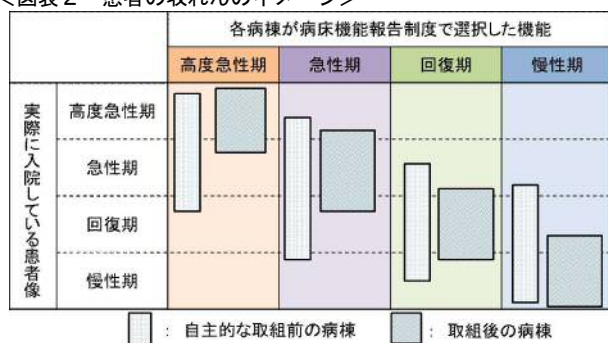 ＜図表２　患者の収れんのイメージ＞
各病棟が病床機能報告制度で選択した機能
高度急性期　急性期　回復期　慢性期
実際に入院している患者像
高度急性期
急性期
回復期
慢性期
：自主的な取組前の病棟　：取組後の病棟